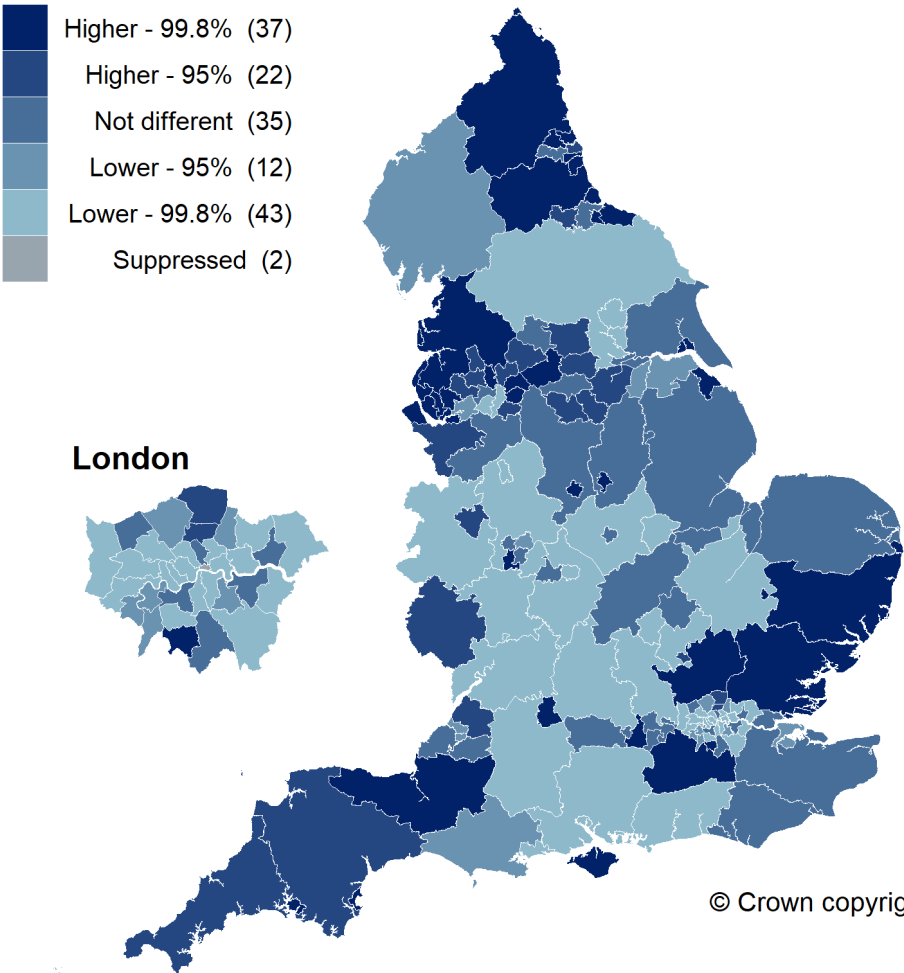 Higher - 99.8% (37)
Higher - 95% (22)
Not different (35)
Lower - 95% (12)
Lower - 99.8% (43)
Suppressed (2)
London
© Crown copyrig